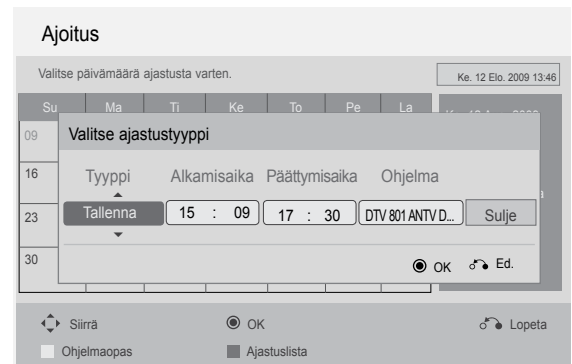 Ajoitus
Valitse päivämäärä ajastusta varten.
Ke. 12 Elo. 2009 13:46
Su Ma Ti Ke To Pe La
09
Valitse ajastustyyppi
16
Tyyppi Alkamisaika Päättymisaika Ohjelma
23
Tallenna 15 : 09 17 : 30 DTV 801 ANTV D... Sulje
30
OK Ed.
Siirrä OK Lopeta
Ohjelmaopas Ajastuslista